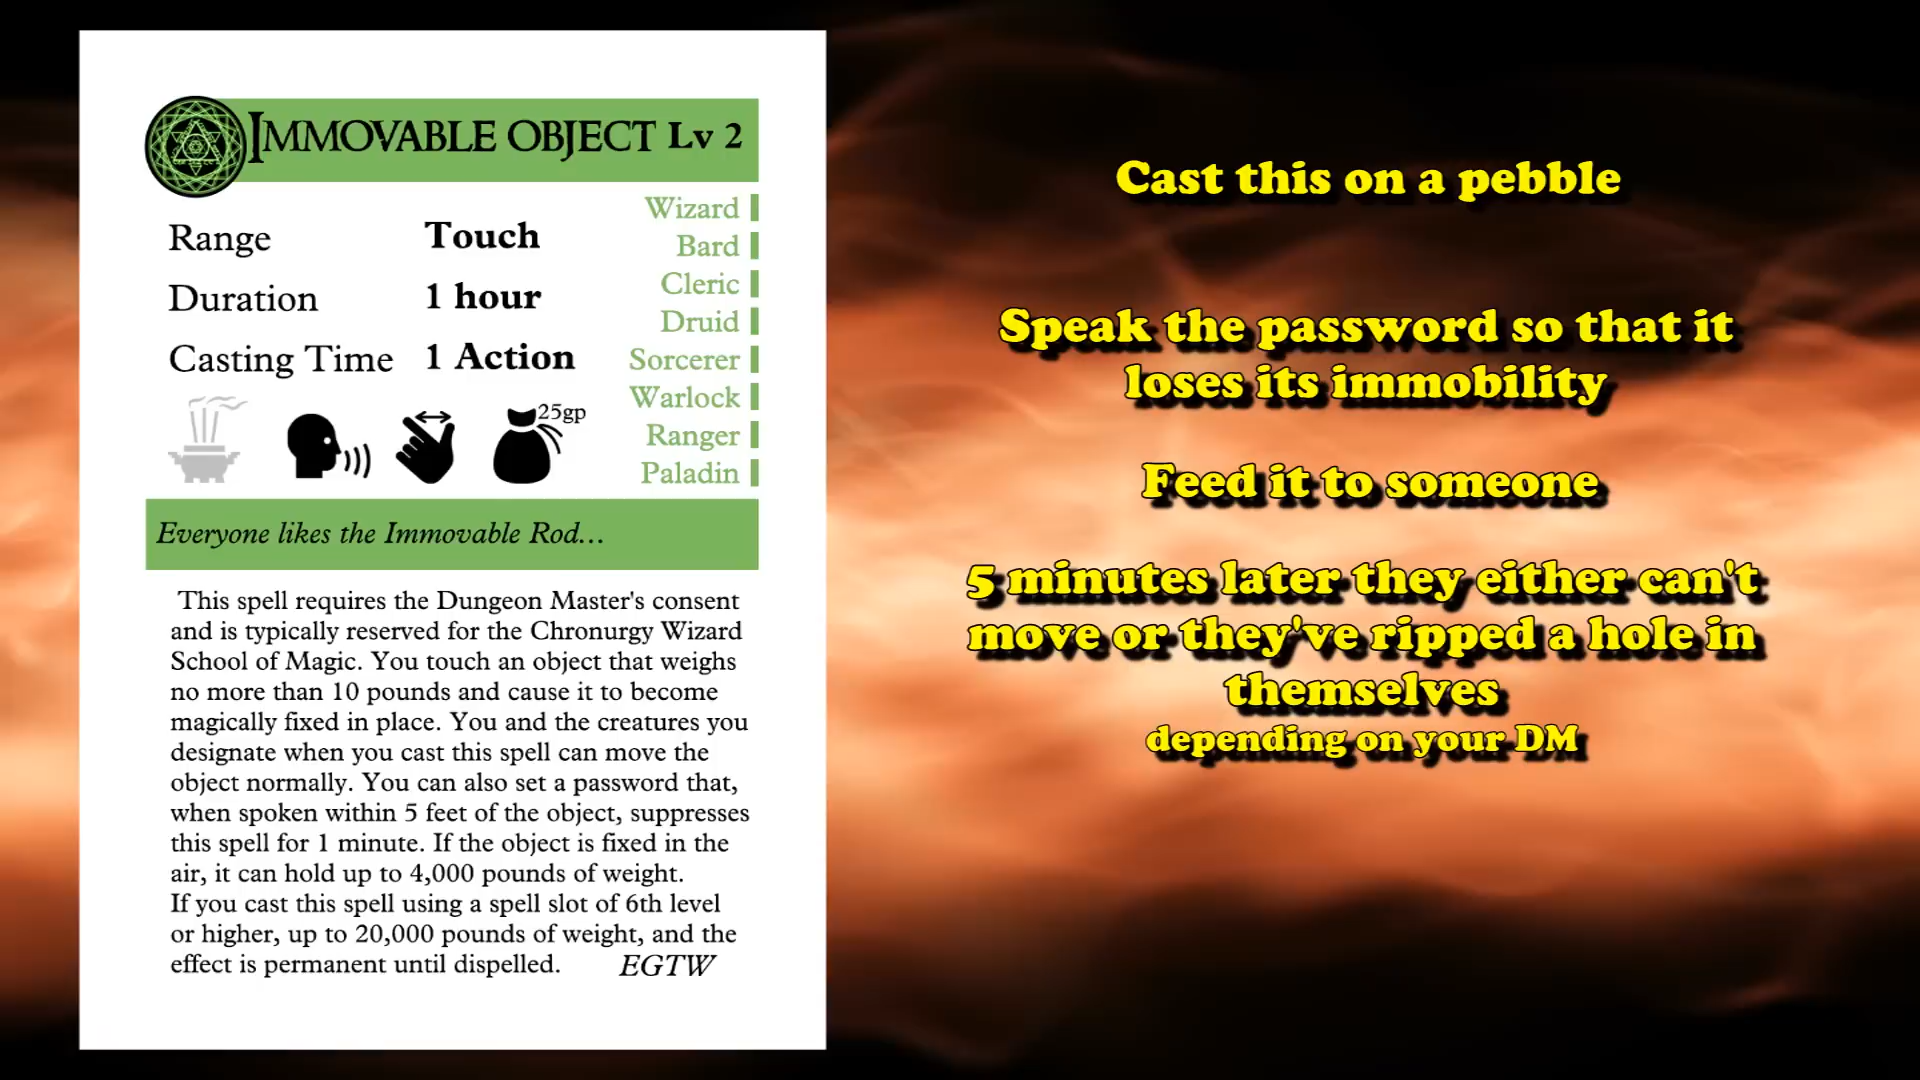 IMMOVABLE OBJECT Lv 2
Range Touch
Duration 1 hour
Casting Time 1 Action
25gp
Wizard
Bard
Cleric
Druid
Sorcerer
Warlock
Ranger
Paladin
Everyone likes the Immovable Rod...
This spell requires the Dungeon Master's consent
and is typically reserved for the Chronurgy Wizard
School of Magic. You touch an object that weighs
no more than 10 pounds and cause it to become
magically fixed in place. You and the creatures you
designate when you cast this spell can move the
object normally. You can also set a password that,
when spoken within 5 feet of the object, suppresses
this spell for 1 minute. If the object is fixed in the
air, it can hold up to 4,000 pounds of weight.
If you cast this spell using a spell slot of 6th level
or higher, up to 20,000 pounds of weight, and the
effect is permanent until dispelled. EGTW
Cast this on a pebble
Speak the password so that it
loses its immobility
Feed it to someone
5 minutes later they either can't
move or they've ripped a hole in
themselves
depending on your DM